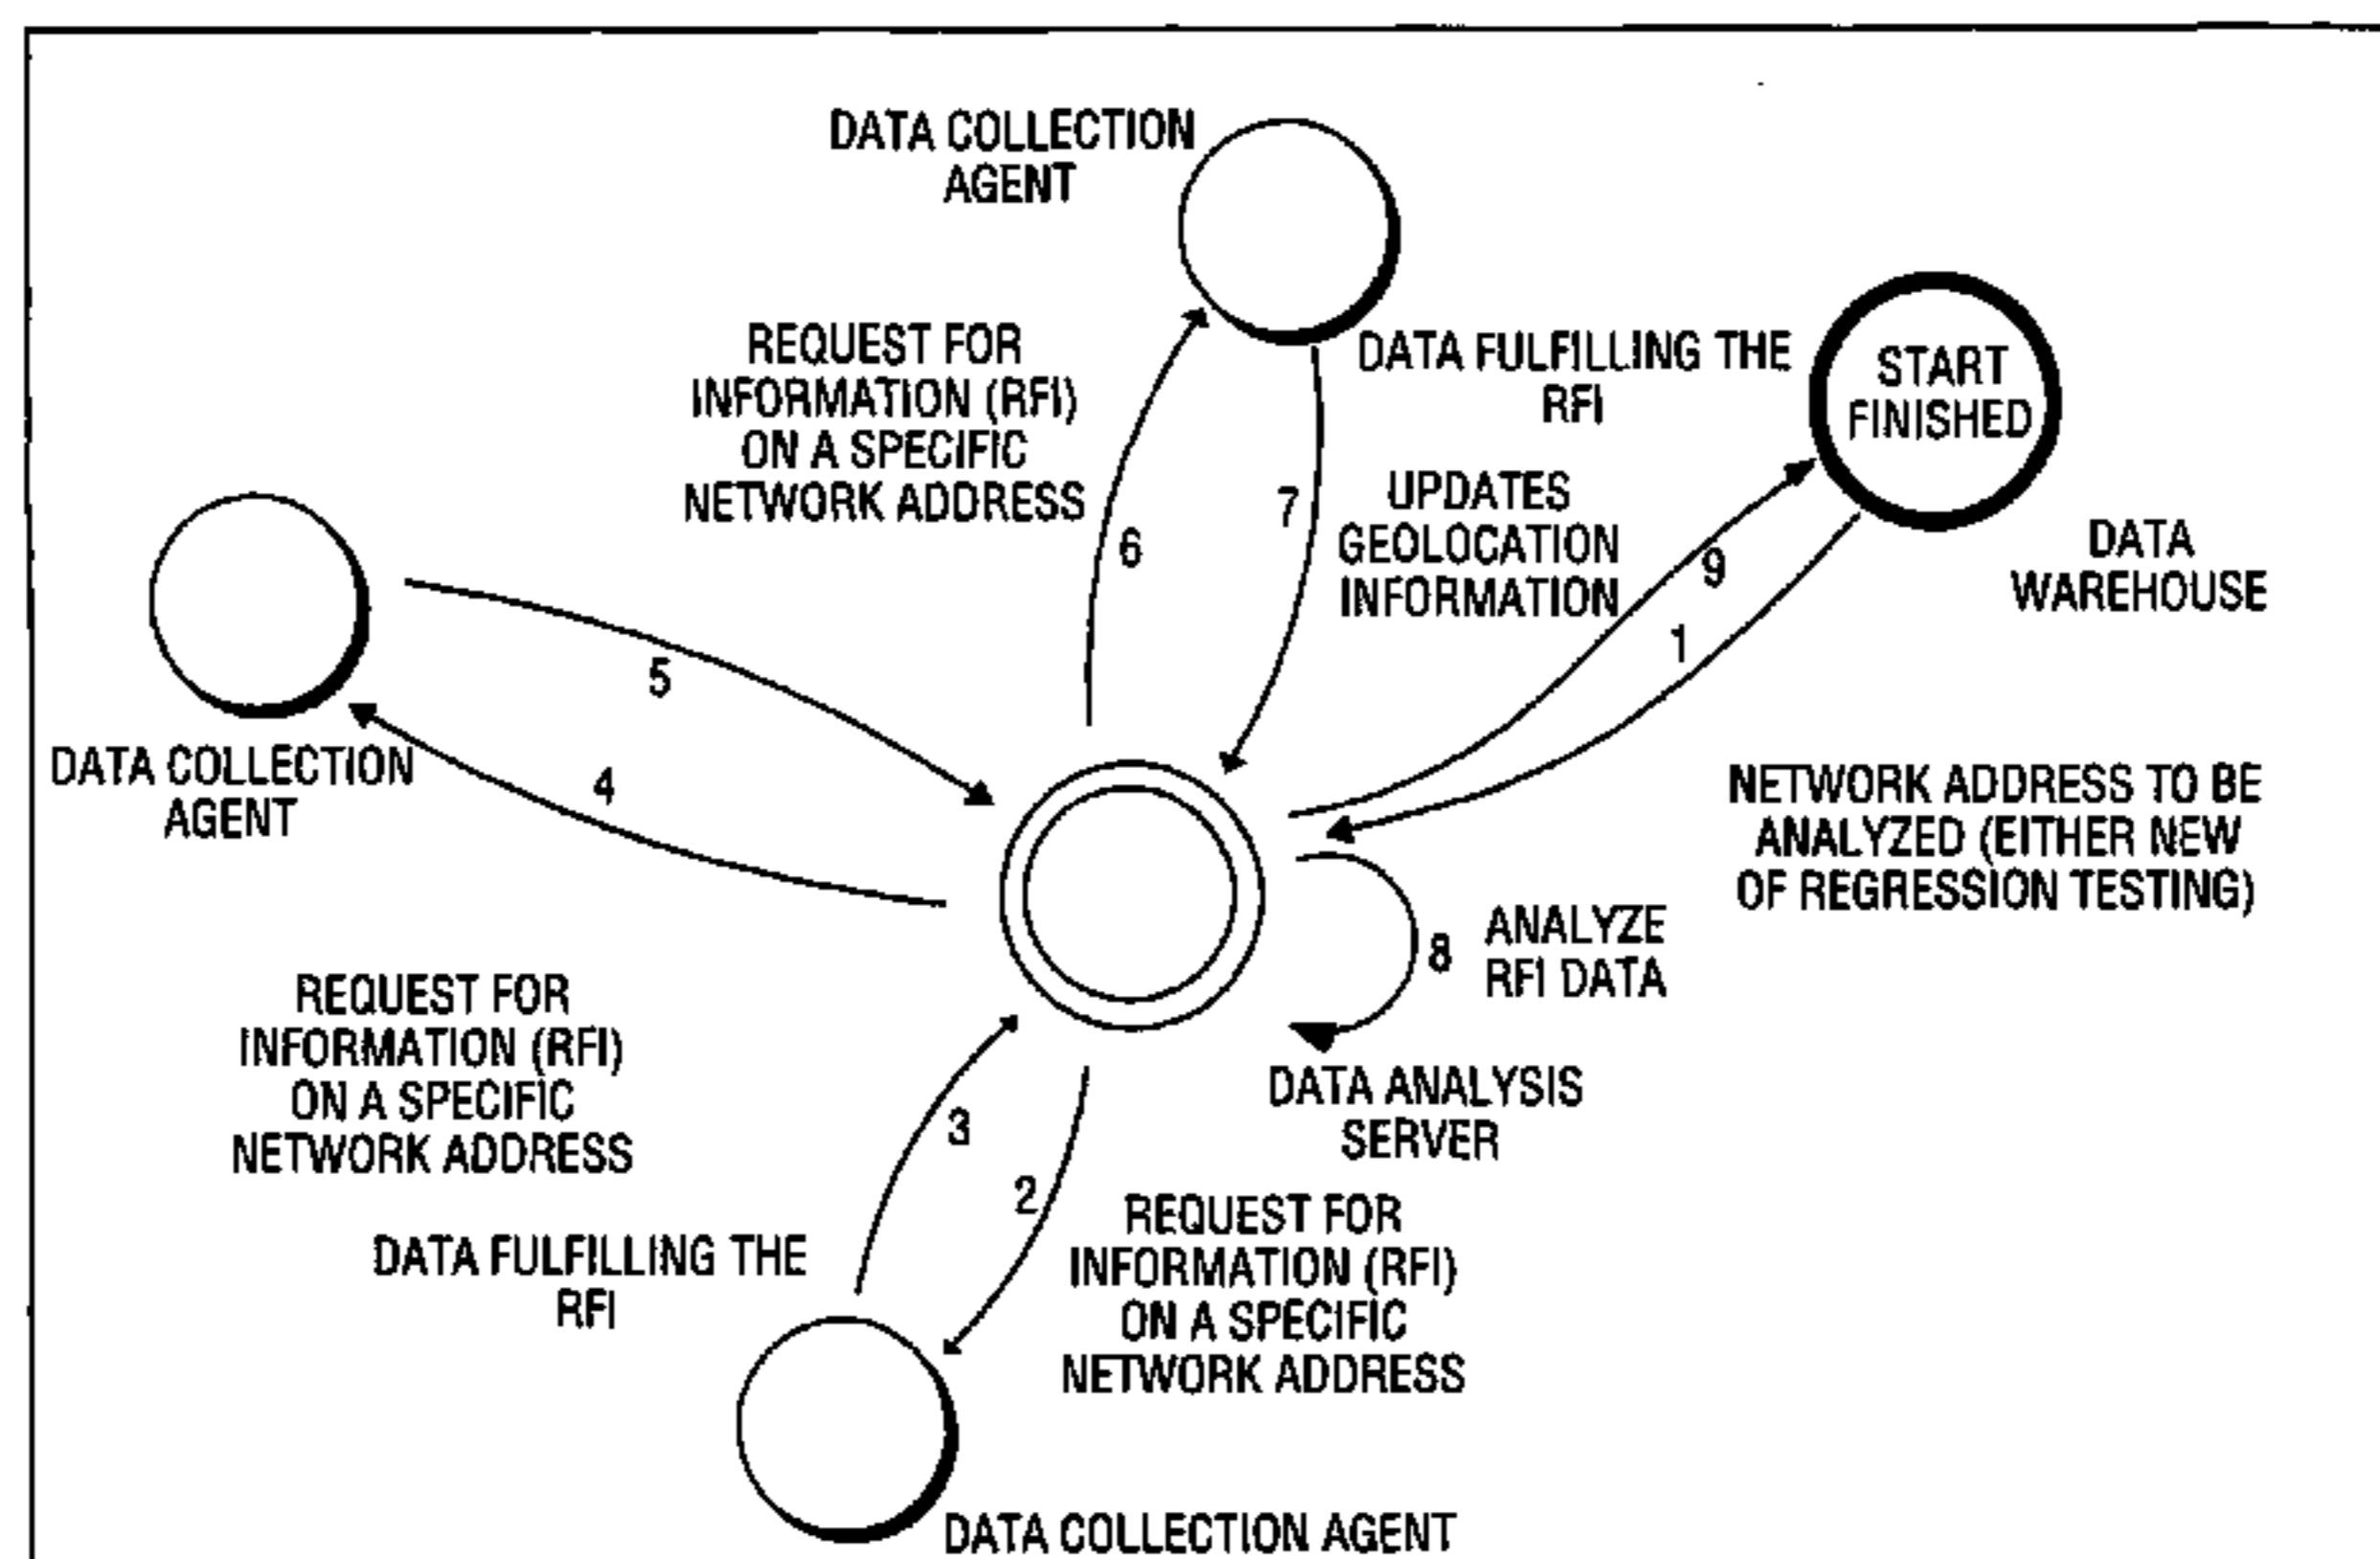 DATA COLLECTION
AGENT
REQUEST FOR
INFORMATION (RFI)
ON A SPECIFIC
NETWORK ADDRESS
6
7
DATA FULFILLING THE
RFI
UPDATES
GEOLOCATION
INFORMATION
START
FINISHED
DATA
WAREHOUSE
9
1
5
4
DATA COLLECTION
AGENT
NETWORK ADDRESS TO BE
ANALYZED (EITHER NEW
OF REGRESSION TESTING)
8
ANALYZE
RFI DATA
DATA ANALYSIS
SERVER
REQUEST FOR
INFORMATION (RFI)
ON A SPECIFIC
NETWORK ADDRESS
3
2
DATA FULFILLING THE
RFI
REQUEST FOR
INFORMATION (RFI)
ON A SPECIFIC
NETWORK ADDRESS
DATA COLLECTION AGENT